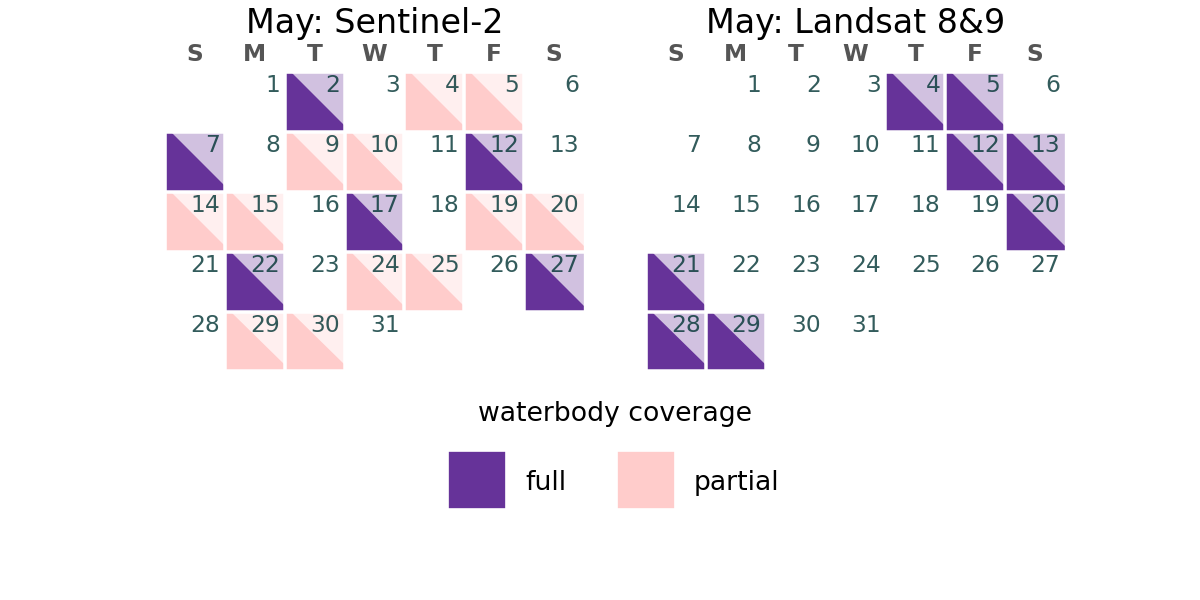 May: Sentinel-2
S M T W T F S
1 2 3 4 5 6
7 8 9 10 11 12 13
14 15 16 17 18 19 20
21 22 23 24 25 26 27
28 29 30 31
May: Landsat 8&9
S M T W T F S
1 2 3 4 5 6
7 8 9 10 11 12 13
14 15 16 17 18 19 20
21 22 23 24 25 26 27
28 29 30 31
waterbody coverage
full partial